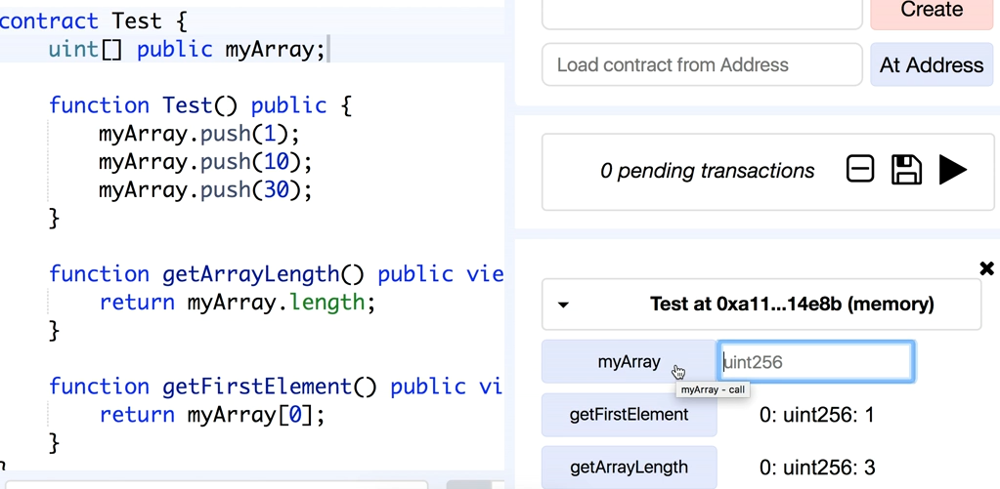 contract Test {
uint[] public myArray;
function Test() public {
myArray.push(1);
myArray.push(10);
myArray.push(30);
}
function getArrayLength() public vie
return myArray.length;
}
function getFirstElement() public vi
return myArray[0];
}
Create
Load contract from Address
At Address
0 pending transactions
Test at 0xa11...14e8b (memory)
myArray
uint256
myArray - call
getFirstElement
0: uint256: 1
getArrayLength
0: uint256: 3